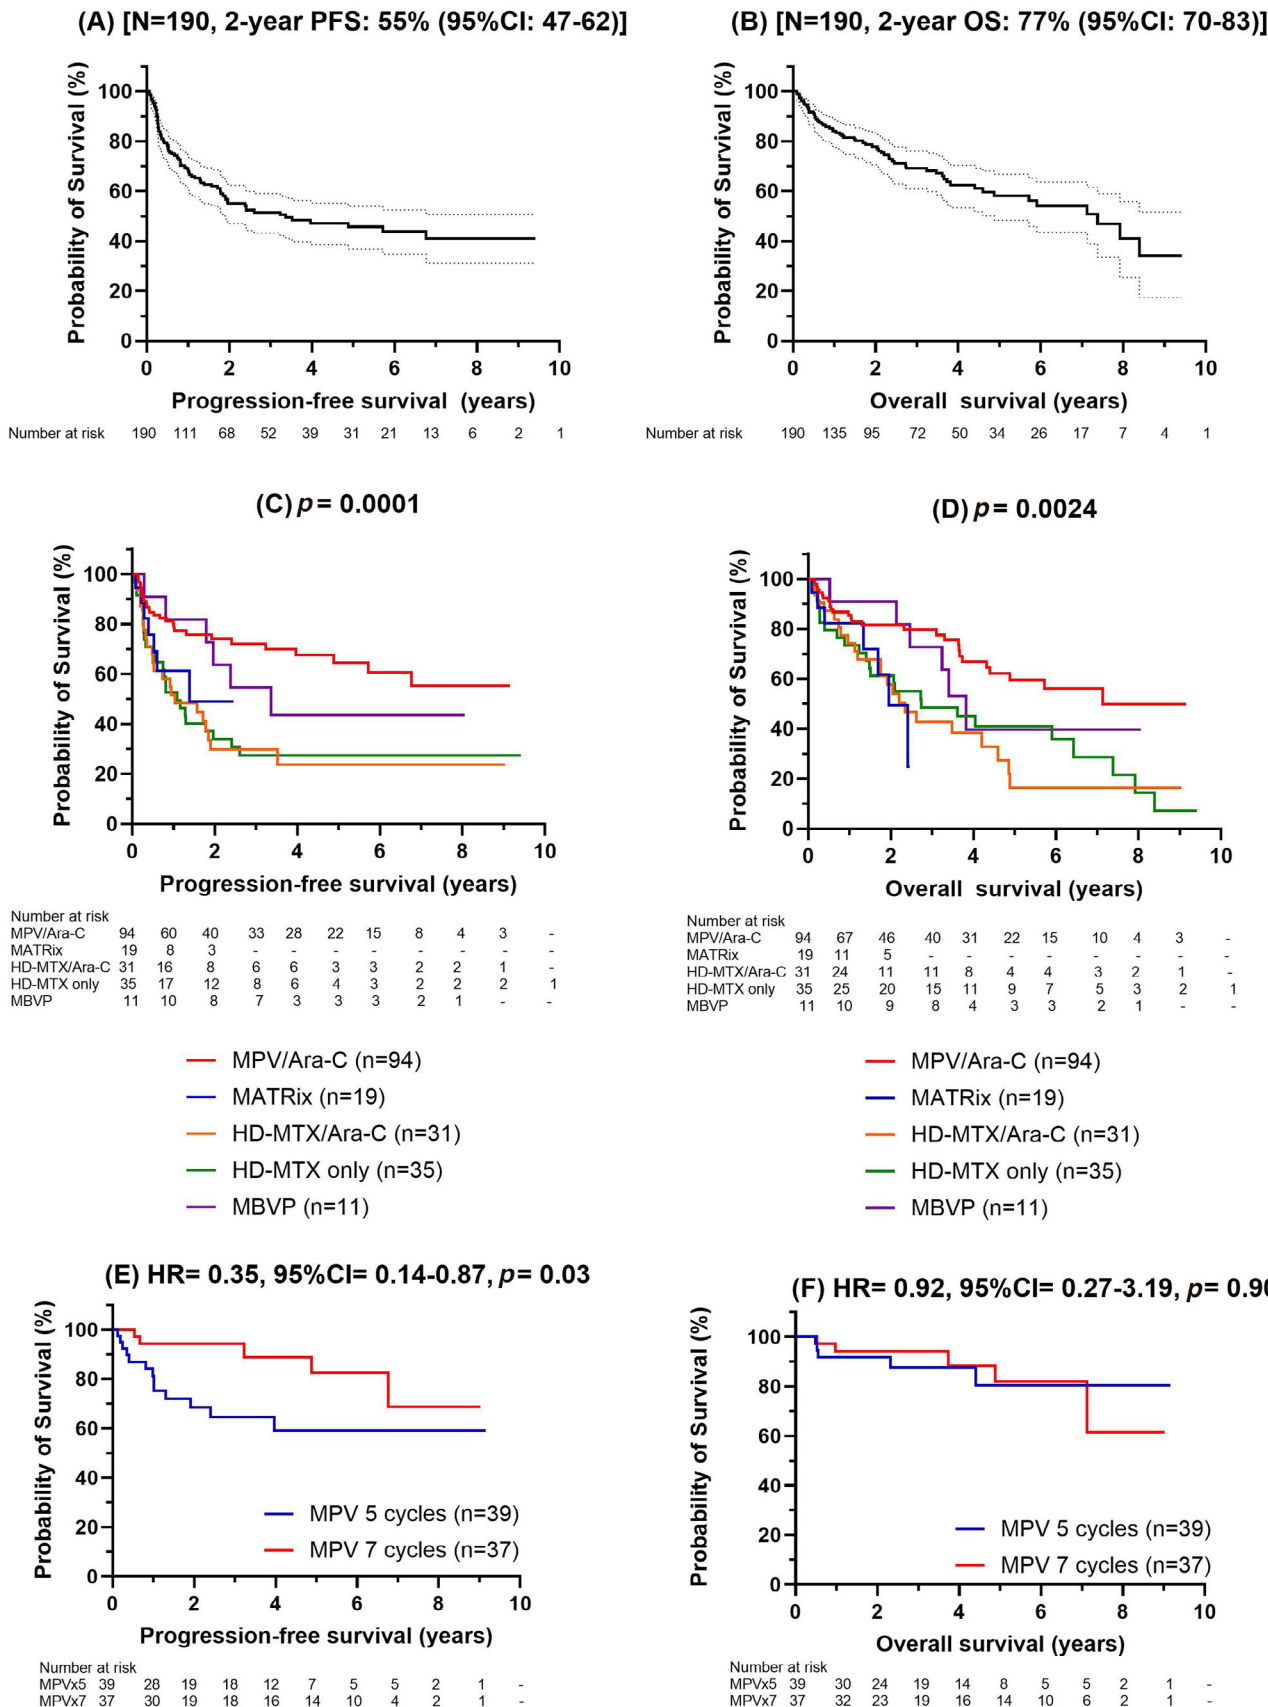 (A) [N=190, 2-year PFS: 55% (95%CI: 47-62)]
Probability of Survival (%)
100
80
60
40
20
0
0 2 4 6 8 10
Progression-free survival (years)
Number at risk 190 111 68 52 39 31 21 13 6 2 1
(B) [N=190, 2-year OS: 77% (95%CI: 70-83)]
Probability of Survival (%)
100
80
60
40
20
0
0 2 4 6 8 10
Overall survival (years)
Number at risk 190 135 95 72 50 34 26 17 7 4 1
(C) p= 0.0001
Probability of Survival (%)
100
80
60
40
20
0
0 2 4 6 8 10
Progression-free survival (years)
Number at risk
MPV/Ara-C 94 60 40 33 28 22 15 8 4 3 -
MATRix 19 8 3 - - - - - - - -
HD-MTX/Ara-C 31 16 8 6 6 3 3 2 2 1 -
HD-MTX only 35 17 12 8 6 4 3 2 2 2 1
MBVP 11 10 8 7 3 3 3 2 1 - -
MPV/Ara-C (n=94)
MATRix (n=19)
HD-MTX/Ara-C (n=31)
HD-MTX only (n=35)
MBVP (n=11)
(D) p= 0.0024
Probability of Survival (%)
100
80
60
40
20
0
0 2 4 6 8 10
Overall survival (years)
Number at risk
MPV/Ara-C 94 67 46 40 31 22 15 10 4 3 -
MATRix 19 11 5 - - - - - - - -
HD-MTX/Ara-C 31 24 11 11 8 4 4 3 2 1 -
HD-MTX only 35 25 20 15 11 9 7 5 3 2 1
MBVP 11 10 9 8 4 3 3 2 1 - -
MPV/Ara-C (n=94)
MATRix (n=19)
HD-MTX/Ara-C (n=31)
HD-MTX only (n=35)
MBVP (n=11)
(E) HR= 0.35, 95%CI= 0.14-0.87, p= 0.03
Probability of Survival (%)
100
80
60
40
20
0
MPV 5 cycles (n=39)
MPV 7 cycles (n=37)
0 2 4 6 8 10
Progression-free survival (years)
Number at risk
MPVx5 39 28 19 18 12 7 5 5 2 1 -
MPVx7 37 30 19 18 16 14 10 4 2 1 -
(F) HR= 0.92, 95%CI= 0.27-3.19, p= 0.90
Probability of Survival (%)
100
80
60
40
20
0
MPV 5 cycles (n=39)
MPV 7 cycles (n=37)
0 2 4 6 8 10
Overall survival (years)
Number at risk
MPVx5 39 30 24 19 14 8 5 5 2 1 -
MPVx7 37 32 23 19 16 14 10 6 2 1 -